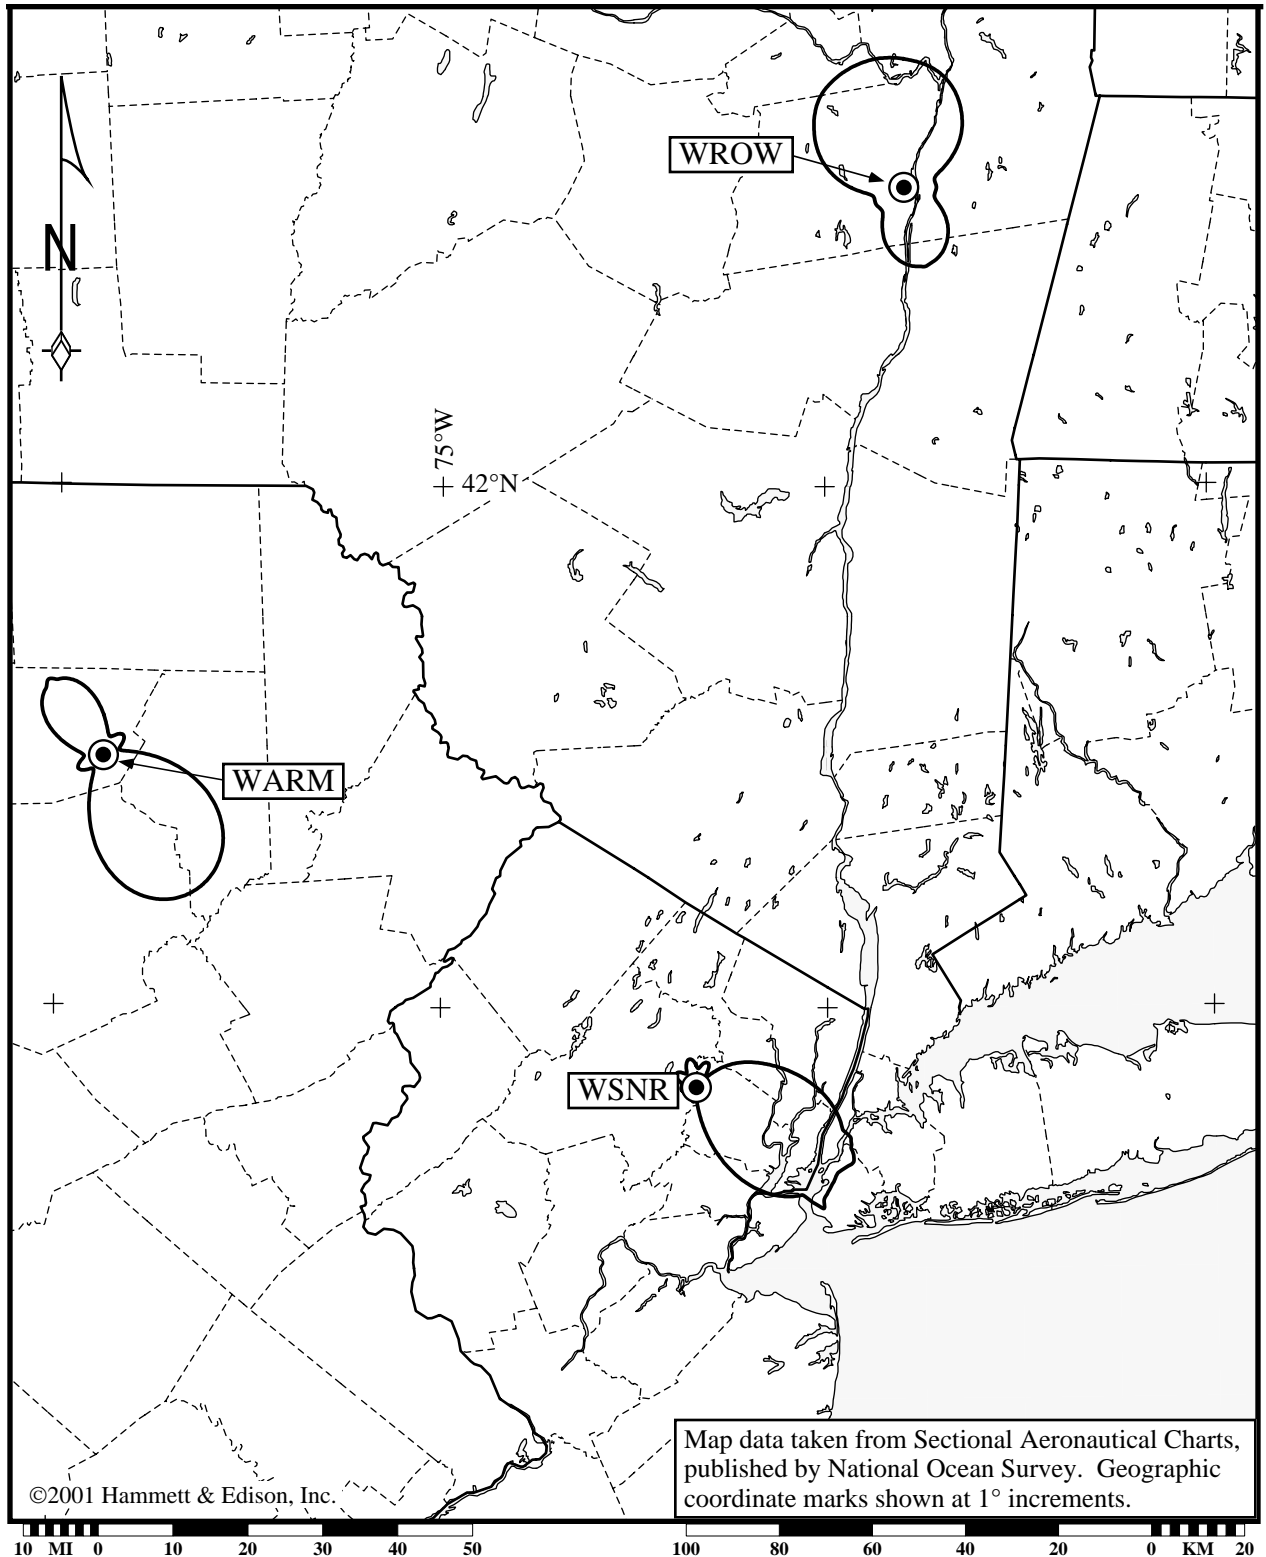 WROW
N
75°W
42°N
WARM
WSNR
Map data taken from Sectional Aeronautical Charts,
published by National Ocean Survey. Geographic
coordinate marks shown at 1° increments.
©2001 Hammett & Edison, Inc.
10 MI 0 10 20 30 40 50
100 80 60 40 20 0 KM 20